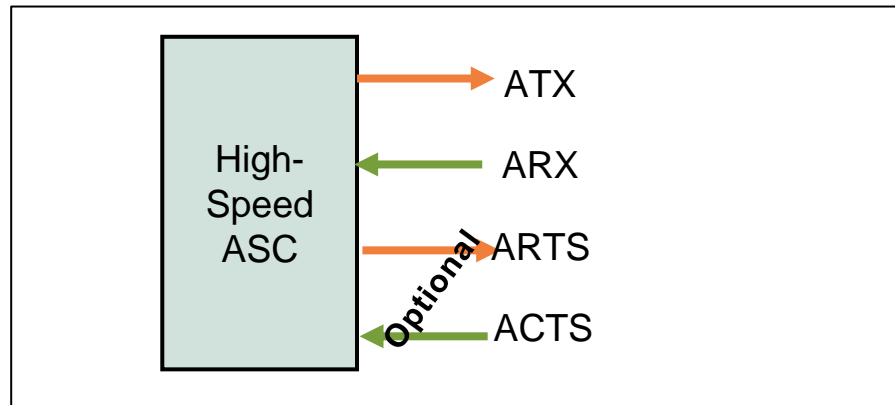 High-
Speed
ASC
ATX
ARX
ARTS
ACTS
Optional